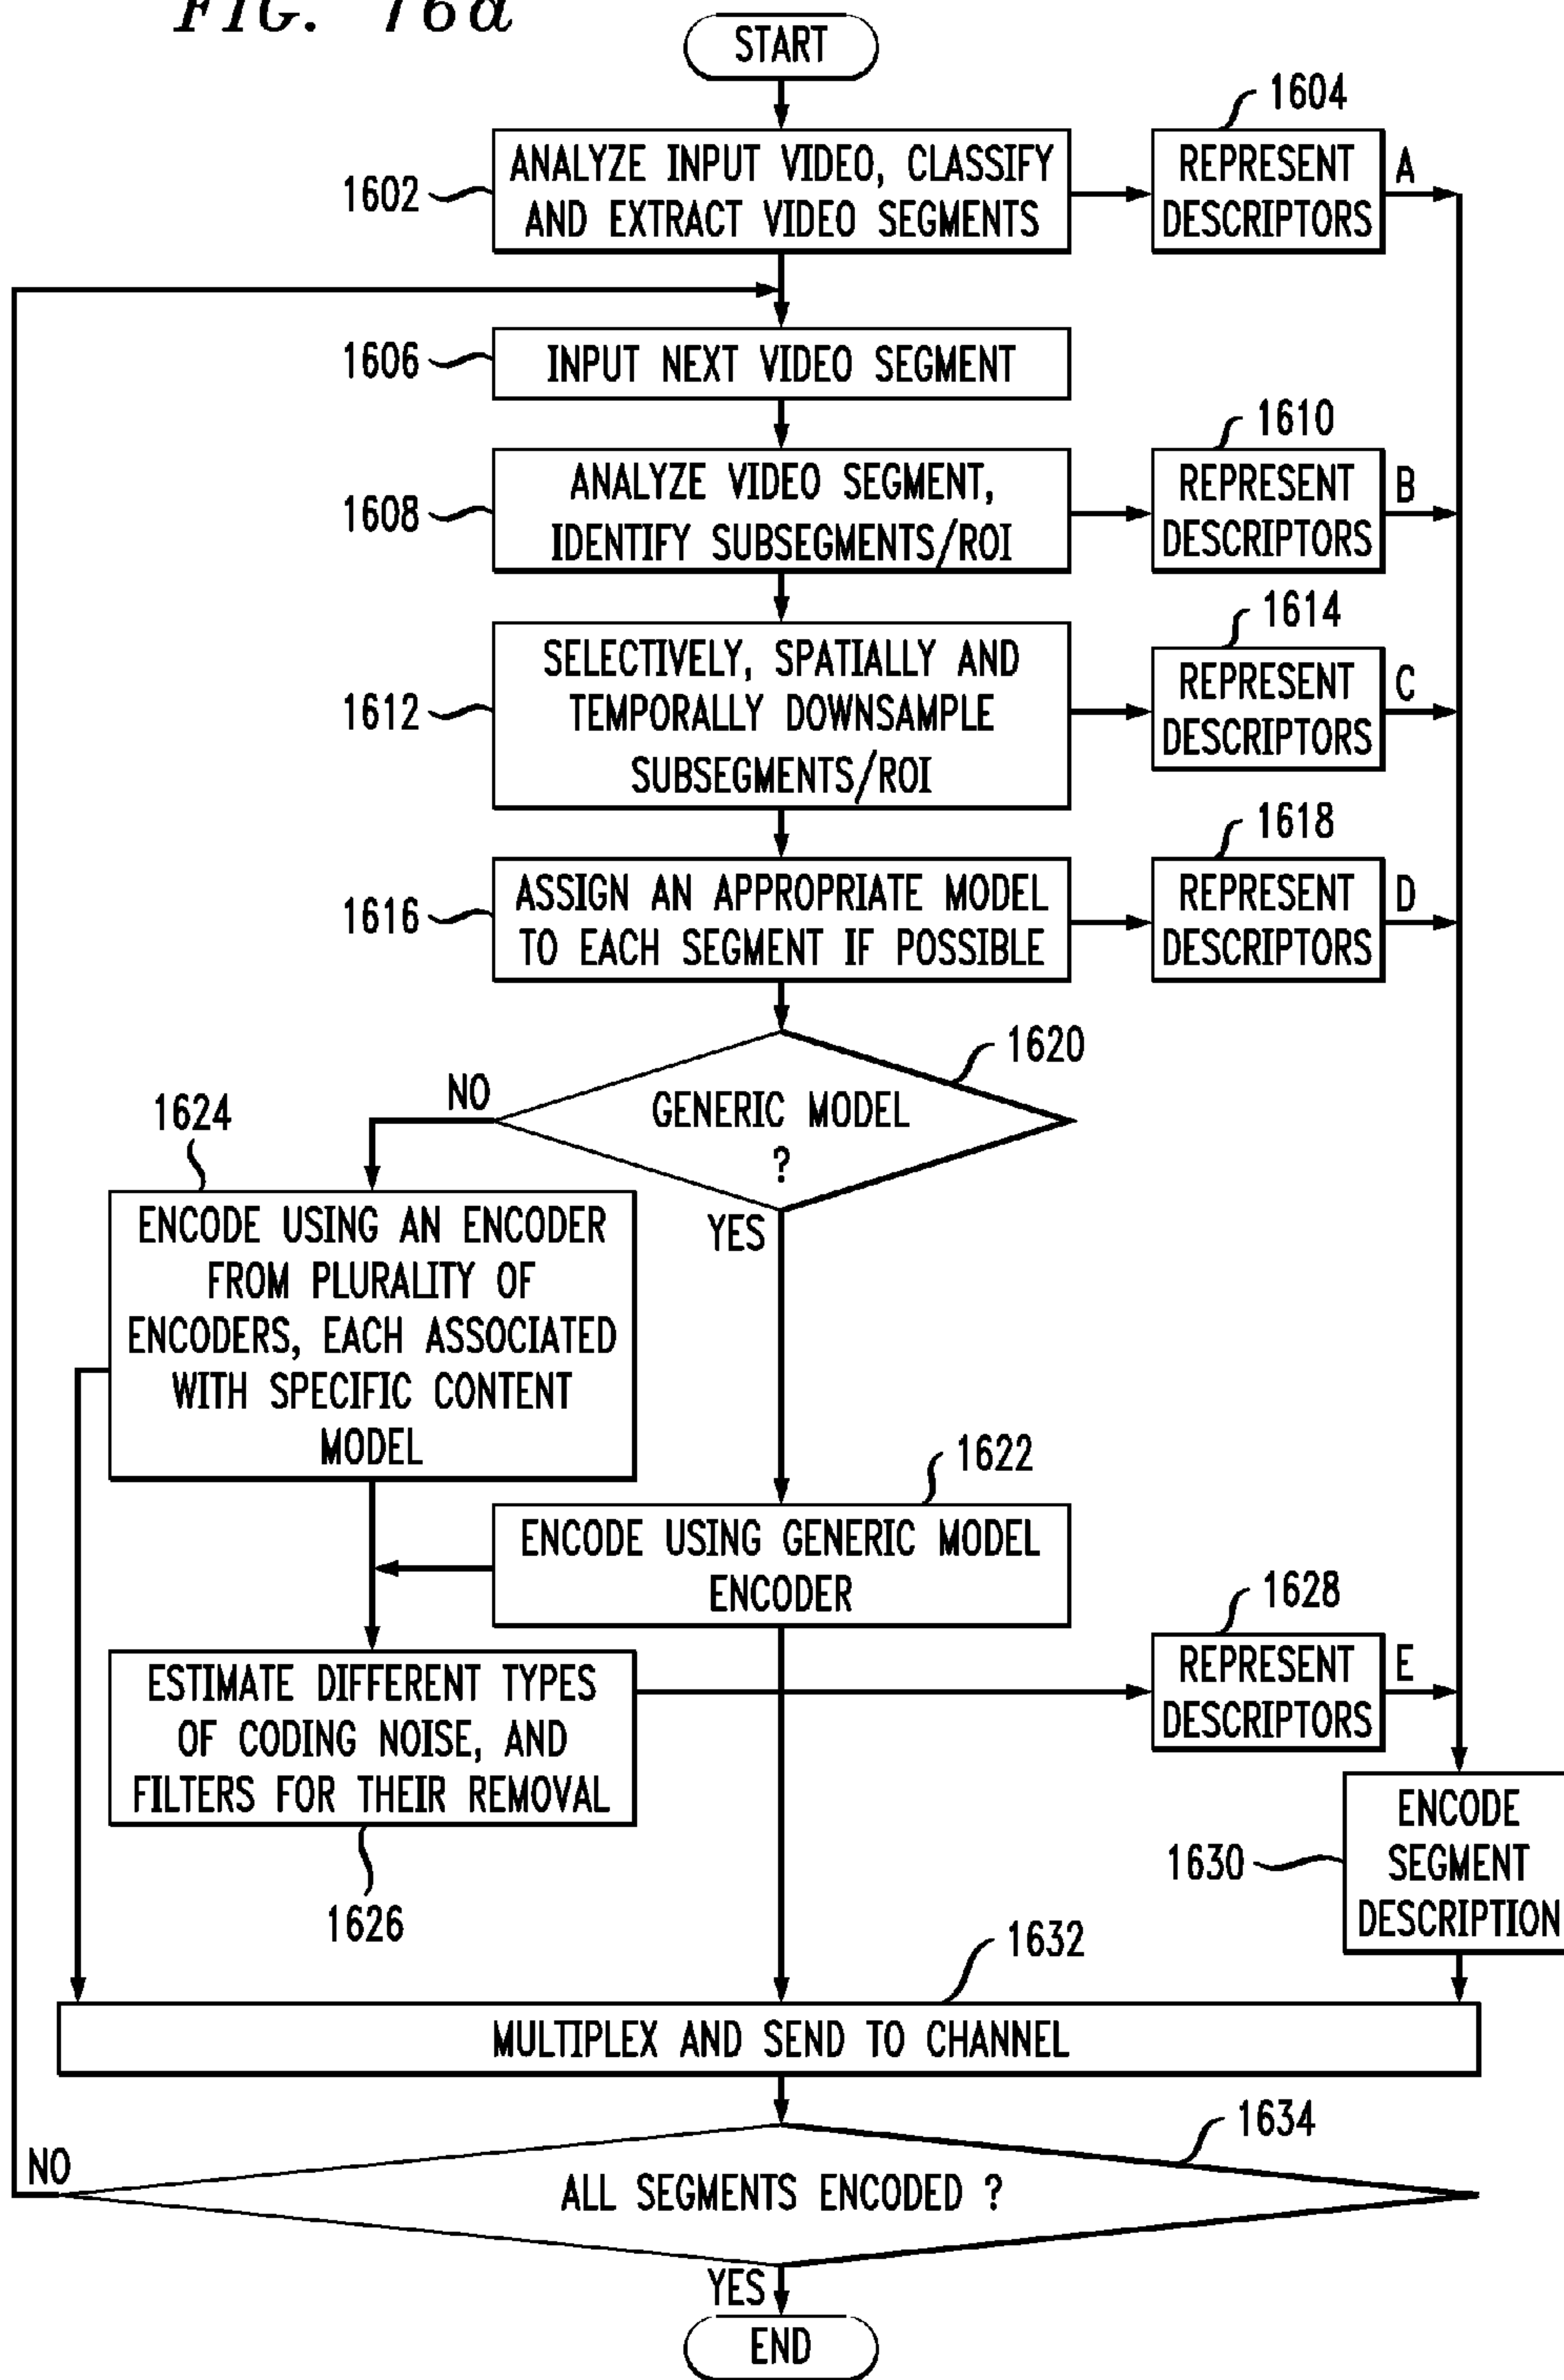 FIG. 16a
START
1604
ANALYZE INPUT VIDEO, CLASSIFY
AND EXTRACT VIDEO SEGMENTS
1602
REPRESENT
DESCRIPTORS
A
1606
INPUT NEXT VIDEO SEGMENT
1610
1608
ANALYZE VIDEO SEGMENT,
IDENTIFY SUBSEGMENTS/ROI
REPRESENT
DESCRIPTORS
B
1614
1612
SELECTIVELY, SPATIALLY AND
TEMPORALLY DOWNSAMPLE
SUBSEGMENTS/ROI
REPRESENT
DESCRIPTORS
C
1618
1616
ASSIGN AN APPROPRIATE MODEL
TO EACH SEGMENT IF POSSIBLE
REPRESENT
DESCRIPTORS
D
1620
NO
GENERIC MODEL
?
YES
1624
ENCODE USING AN ENCODER
FROM PLURALITY OF
ENCODERS, EACH ASSOCIATED
WITH SPECIFIC CONTENT
MODEL
1622
ENCODE USING GENERIC MODEL
ENCODER
1628
ESTIMATE DIFFERENT TYPES
OF CODING NOISE, AND
FILTERS FOR THEIR REMOVAL
1626
REPRESENT
DESCRIPTORS
E
1630
ENCODE
SEGMENT
DESCRIPTION
1632
MULTIPLEX AND SEND TO CHANNEL
1634
NO
ALL SEGMENTS ENCODED ?
YES
END